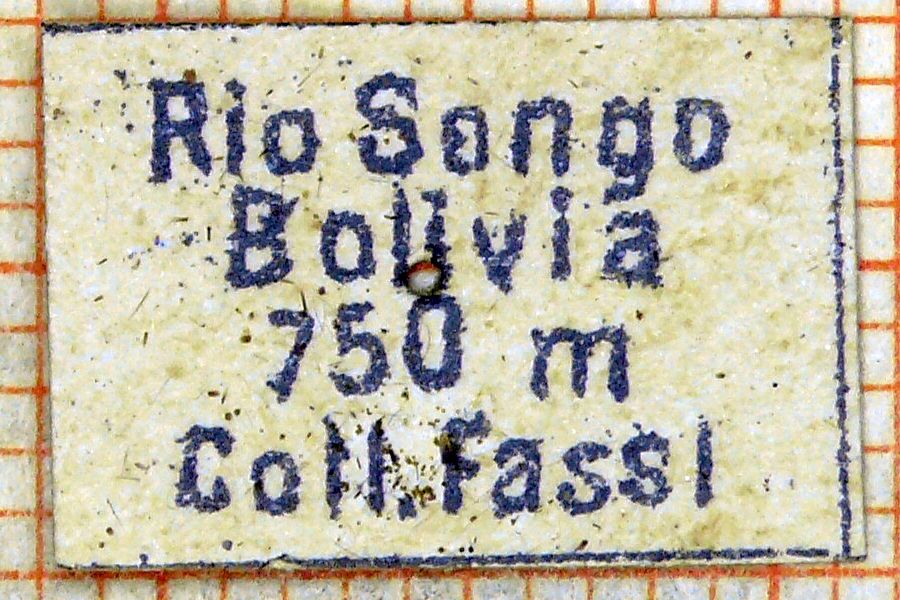 Rio Songo
Bolivia
750 m
Coll. Fassl